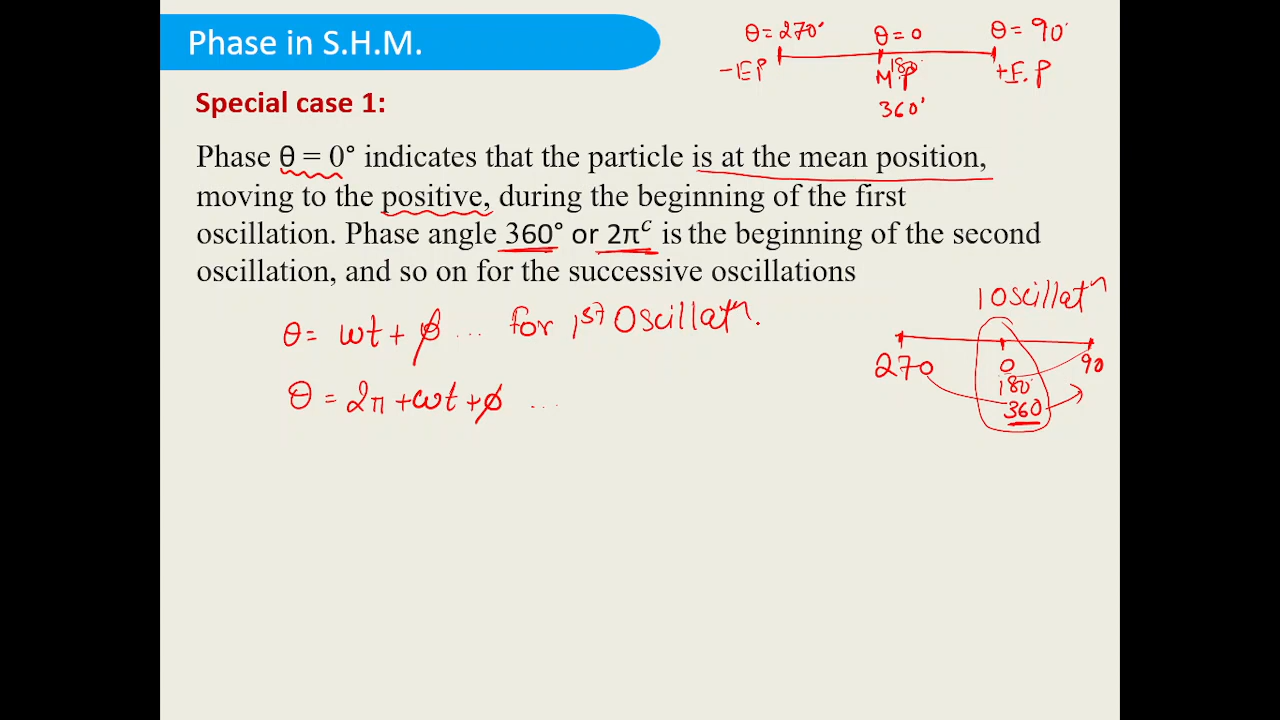 Phase in S.H.M.
θ = 270° θ = 0 θ = 90°
-EP M.P +E.P
180°
360°
Special case 1:
Phase θ = 0° indicates that the particle is at the mean position,
moving to the positive, during the beginning of the first
oscillation. Phase angle 360° or 2πᶜ is the beginning of the second
oscillation, and so on for the successive oscillations
θ = ωt + ϕ ... for 1st Oscillatⁿ.
θ = 2π + ωt + ϕ ...
1 Oscillatⁿ
270 0 90
180°
360